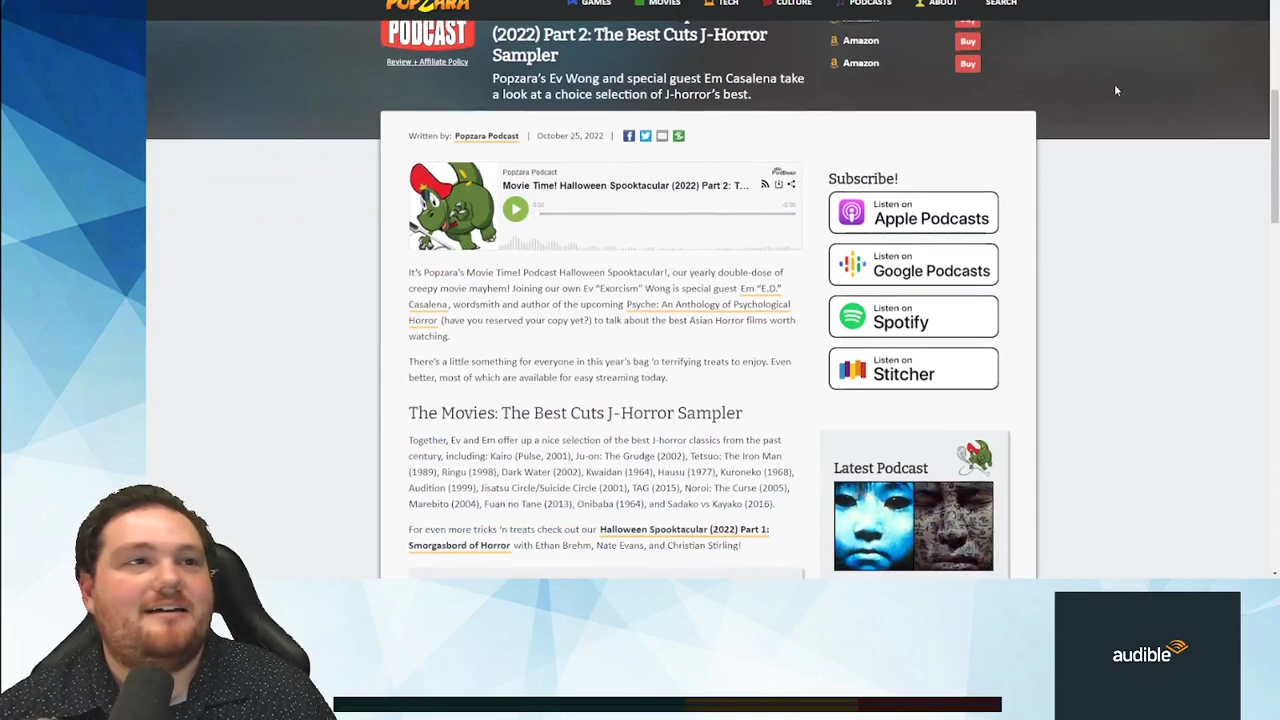 POPZARA
GAMES
MOVIES
TECH
CULTURE
PODCASTS
ABOUT
SEARCH
PODCAST
Review + Affiliate Policy
(2022) Part 2: The Best Cuts J-Horror
Sampler
Popzara's Ev Wong and special guest Em Casalena take
a look at a choice selection of J-horror's best.
Buy
Amazon
Buy
Amazon
Buy
Written by: Popzara Podcast | October 25, 2022 |
Popzara Podcast
PodBean
Movie Time! Halloween Spooktacular (2022) Part 2: T...
0:00
-0:00
It's Popzara's Movie Time! Podcast Halloween Spooktacular!, our yearly double-dose of
creepy movie mayhem! Joining our own Ev "Exorcism" Wong is special guest Em "E.D."
Casalena, wordsmith and author of the upcoming Psyche: An Anthology of Psychological
Horror (have you reserved your copy yet?) to talk about the best Asian Horror films worth
watching.
There's a little something for everyone in this year's bag 'o terrifying treats to enjoy. Even
better, most of which are available for easy streaming today.
The Movies: The Best Cuts J-Horror Sampler
Together, Ev and Em offer up a nice selection of the best J-horror classics from the past
century, including: Kairo (Pulse, 2001), Ju-on: The Grudge (2002), Tetsuo: The Iron Man
(1989), Ringu (1998), Dark Water (2002), Kwaidan (1964), Hausu (1977), Kuroneko (1968),
Audition (1999), Jisatsu Circle/Suicide Circle (2001), TAG (2015), Noroi: The Curse (2005),
Marebito (2004), Fuan no Tane (2013), Onibaba (1964), and Sadako vs Kayako (2016).
For even more tricks 'n treats check out our Halloween Spooktacular (2022) Part 1:
Smorgasbord of Horror with Ethan Brehm, Nate Evans, and Christian Stirling!
Subscribe!
Listen on
Apple Podcasts
Listen on
Google Podcasts
Listen on
Spotify
Listen on
Stitcher
Latest Podcast
audible